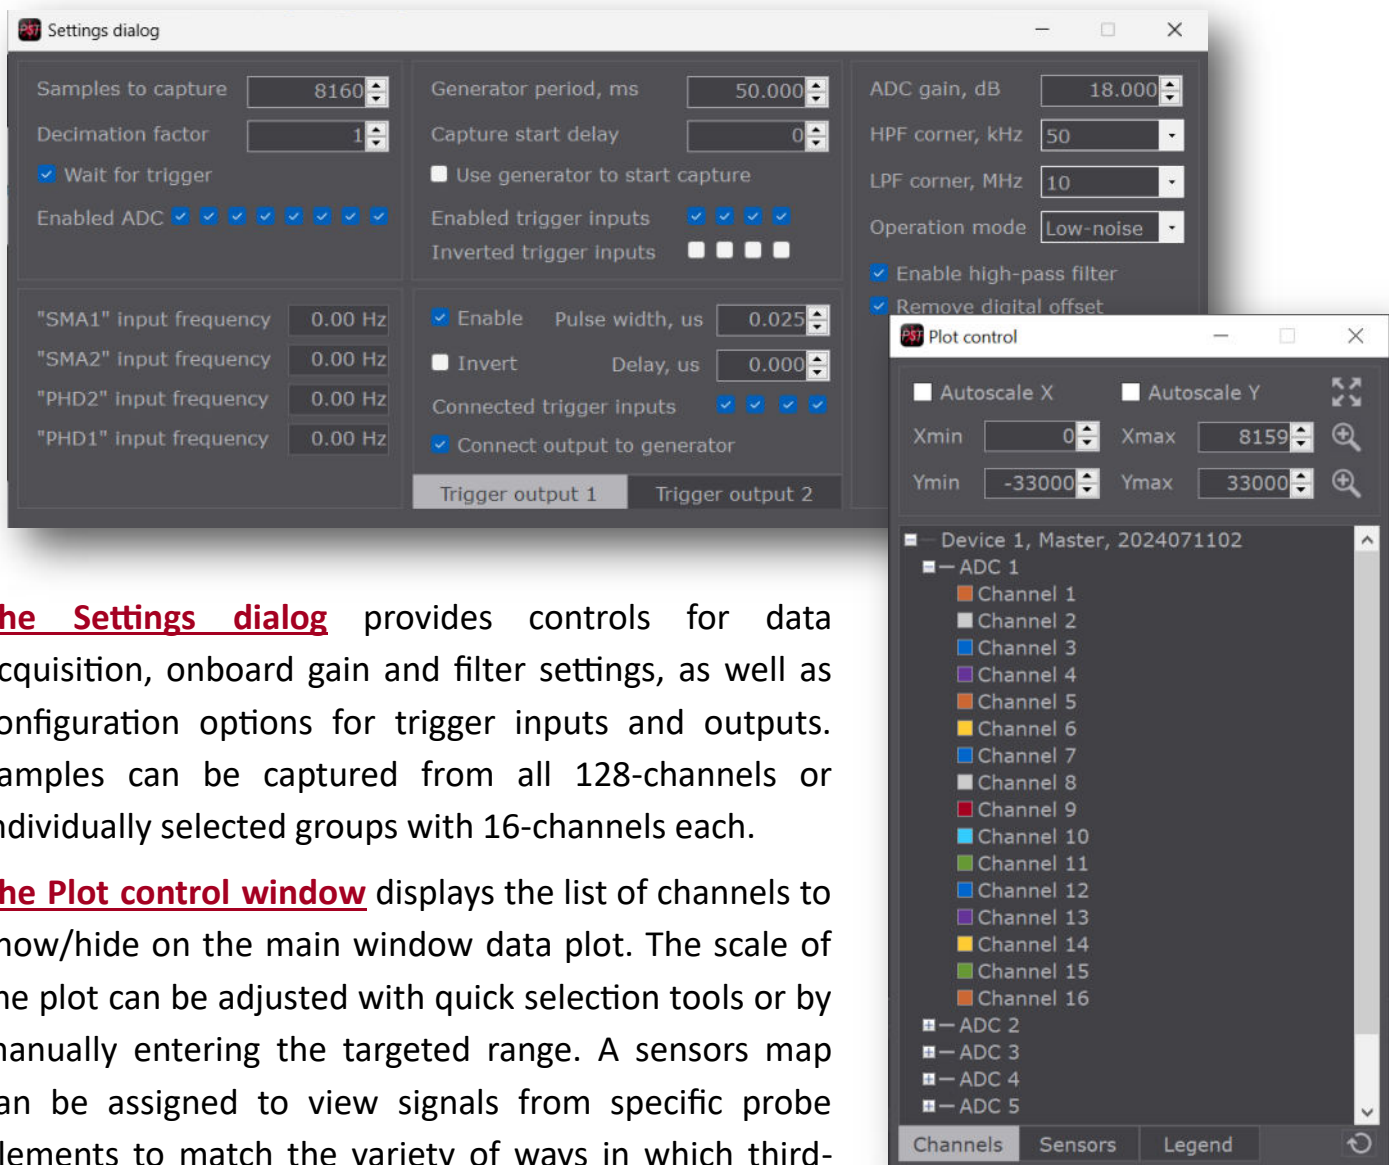 PST Settings dialog
Samples to capture 8160
Decimation factor 1
Wait for trigger
Enabled ADC
Generator period, ms 50.000
Capture start delay 0
Use generator to start capture
Enabled trigger inputs
Inverted trigger inputs
ADC gain, dB 18.000
HPF corner, kHz 50
LPF corner, MHz 10
Operation mode Low-noise
Enable high-pass filter
Remove digital offset
"SMA1" input frequency 0.00 Hz
"SMA2" input frequency 0.00 Hz
"PHD2" input frequency 0.00 Hz
"PHD1" input frequency 0.00 Hz
Enable Pulse width, us 0.025
Invert Delay, us 0.000
Connected trigger inputs
Connect output to generator
Trigger output 1 Trigger output 2
PST Plot control
Autoscale X Autoscale Y
Xmin 0 Xmax 8159
Ymin -33000 Ymax 33000
Device 1, Master, 2024071102
ADC 1
Channel 1
Channel 2
Channel 3
Channel 4
Channel 5
Channel 6
Channel 7
Channel 8
Channel 9
Channel 10
Channel 11
Channel 12
Channel 13
Channel 14
Channel 15
Channel 16
ADC 2
ADC 3
ADC 4
ADC 5
Channels Sensors Legend
he Settings dialog provides controls for data
cquisition, onboard gain and filter settings, as well as
onfiguration options for trigger inputs and outputs.
amples can be captured from all 128-channels or
ndividually selected groups with 16-channels each.
he Plot control window displays the list of channels to
how/hide on the main window data plot. The scale of
he plot can be adjusted with quick selection tools or by
manually entering the targeted range. A sensors map
an be assigned to view signals from specific probe
lements to match the variety of ways in which third-